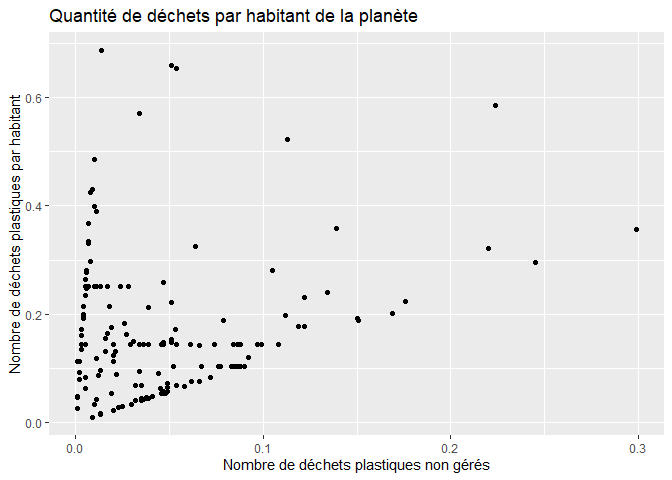 Quantité de déchets par habitant de la planète
Nombre de déchets plastiques par habitant
0.6
0.4
0.2
0.0
0.0 0.1 0.2 0.3
Nombre de déchets plastiques non gérés